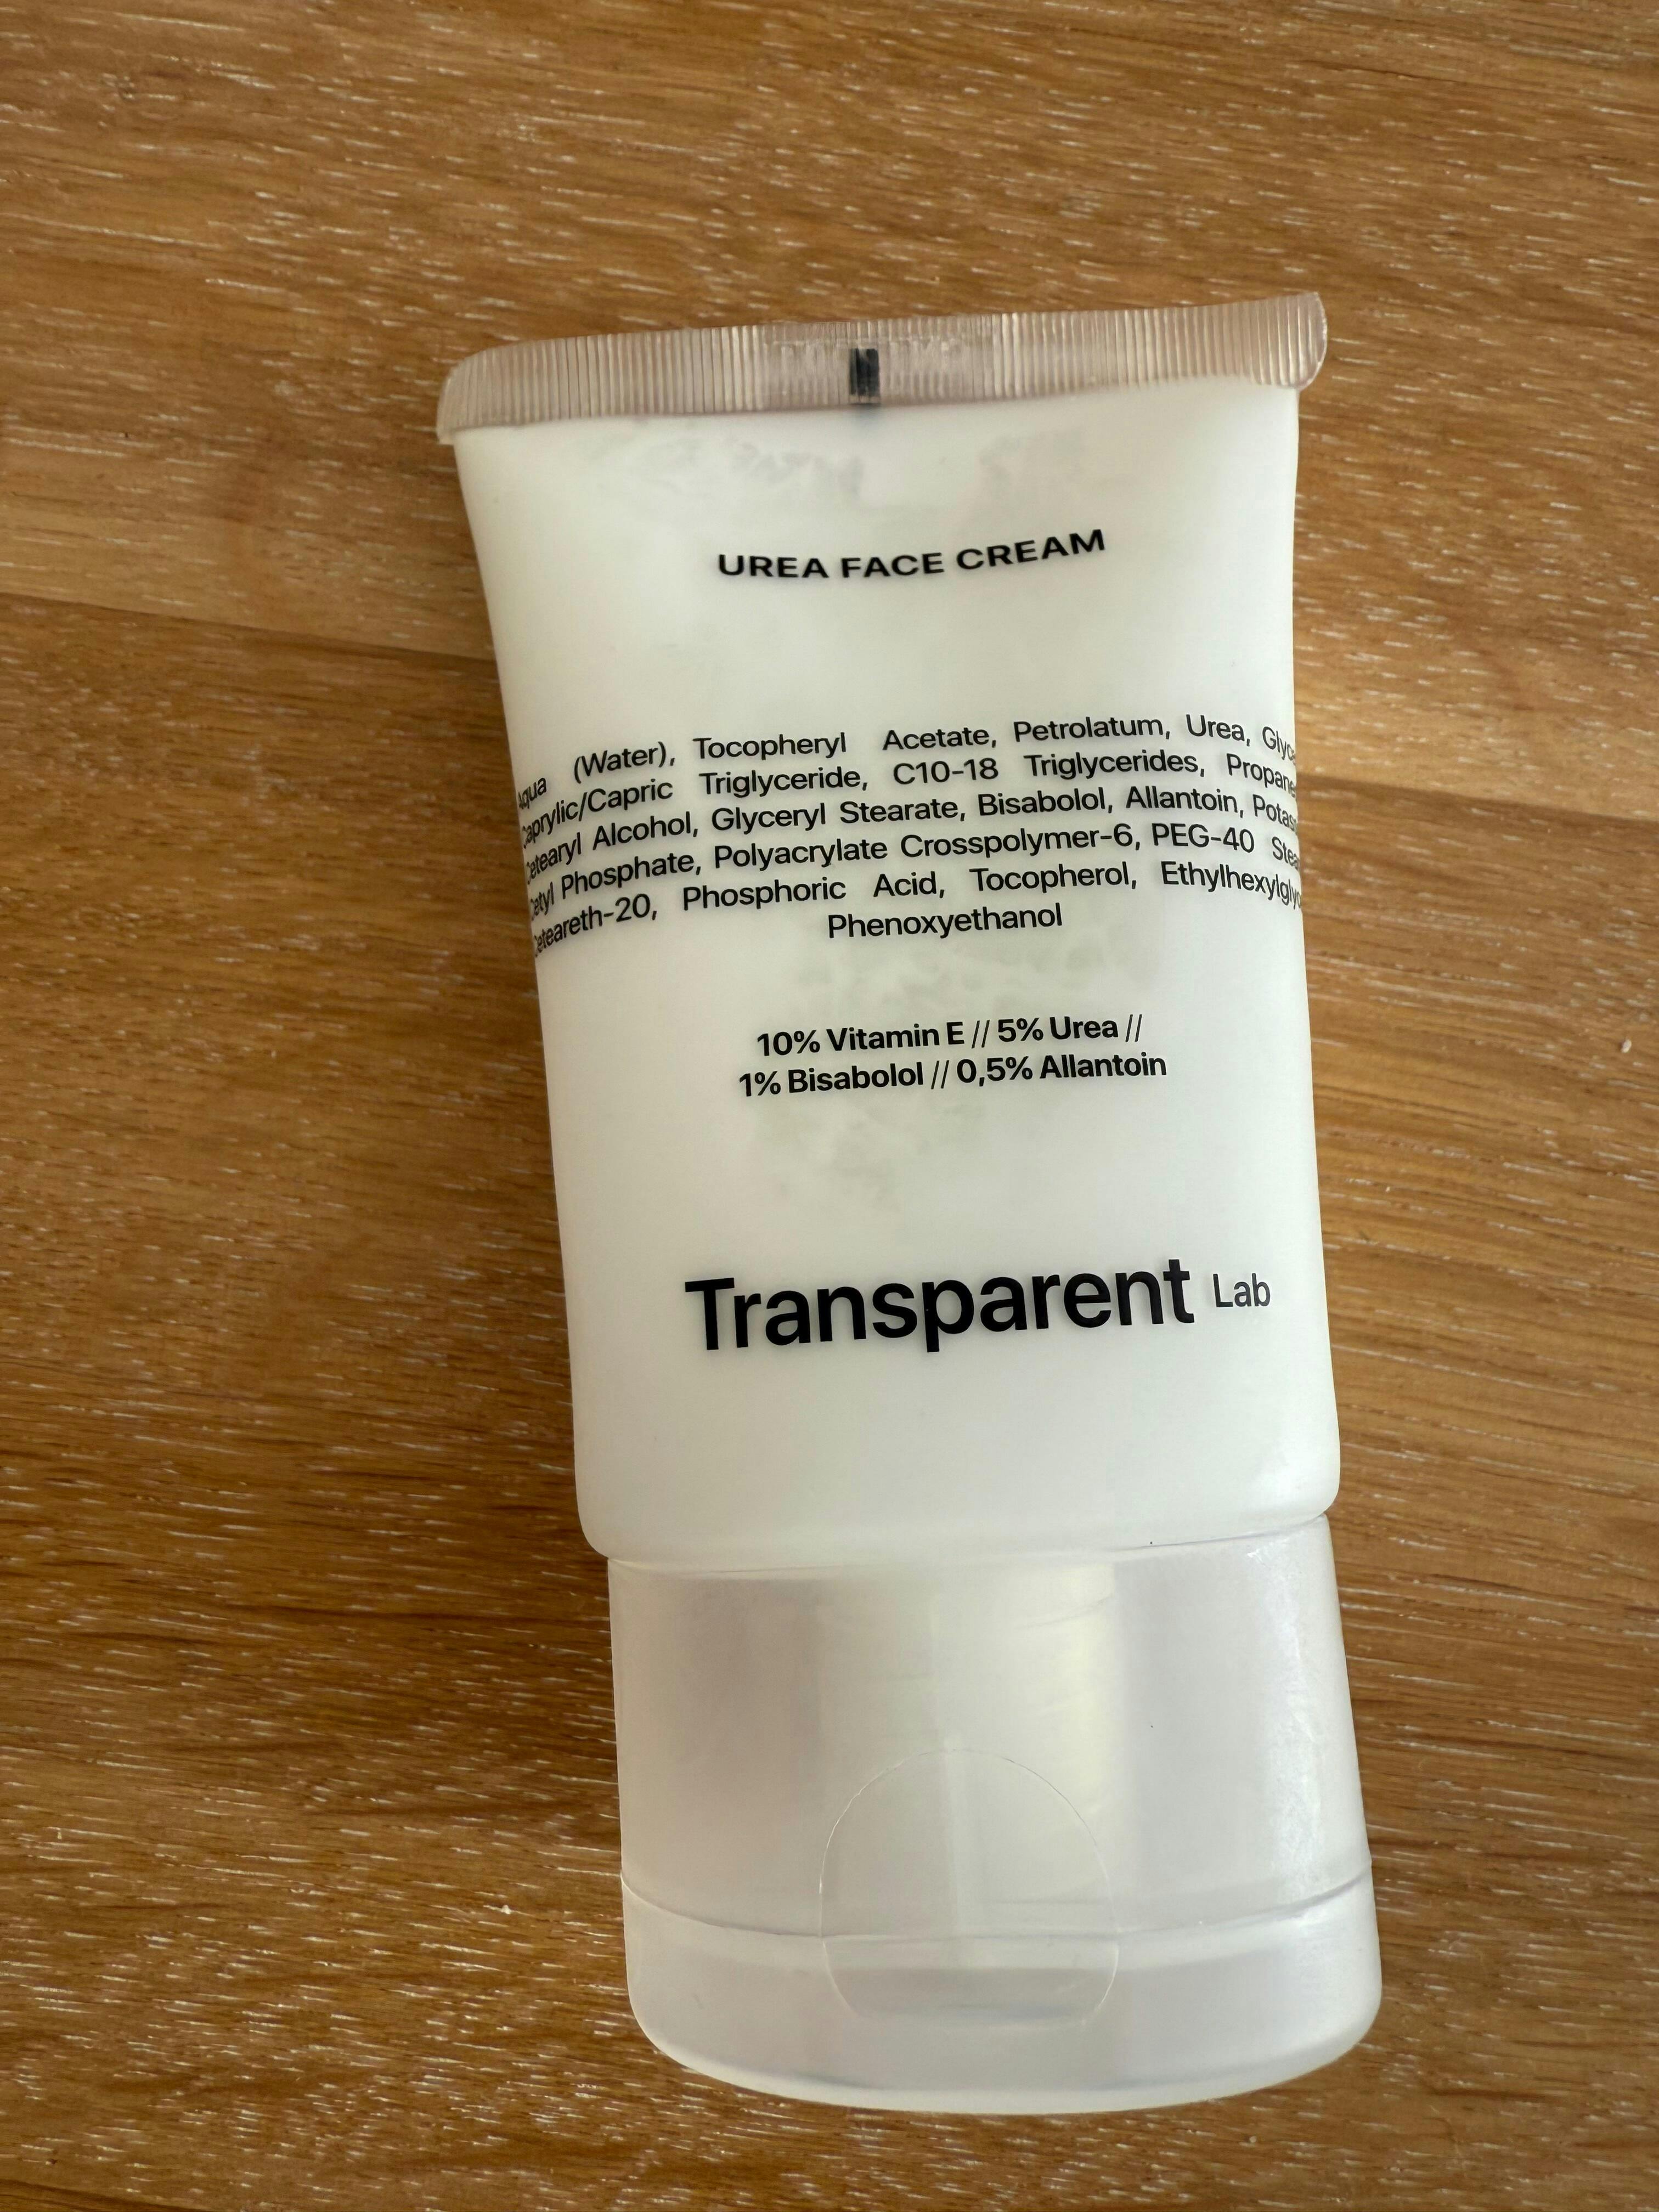 UREA FACE CREAM
Aqua (Water), Tocopheryl Acetate, Petrolatum, Urea,
Caprylic/Capric Triglyceride, C10-18 Triglycerides,
Cetearyl Alcohol, Glyceryl Stearate, Bisabolol, Allantoin,
Cetyl Phosphate, Polyacrylate Crosspolymer-6, PEG-40
Ceteareth-20, Phosphoric Acid, Tocopherol,
Phenoxyethanol
10% Vitamin E // 5% Urea //
1% Bisabolol // 0,5% Allantoin
Transparent Lab